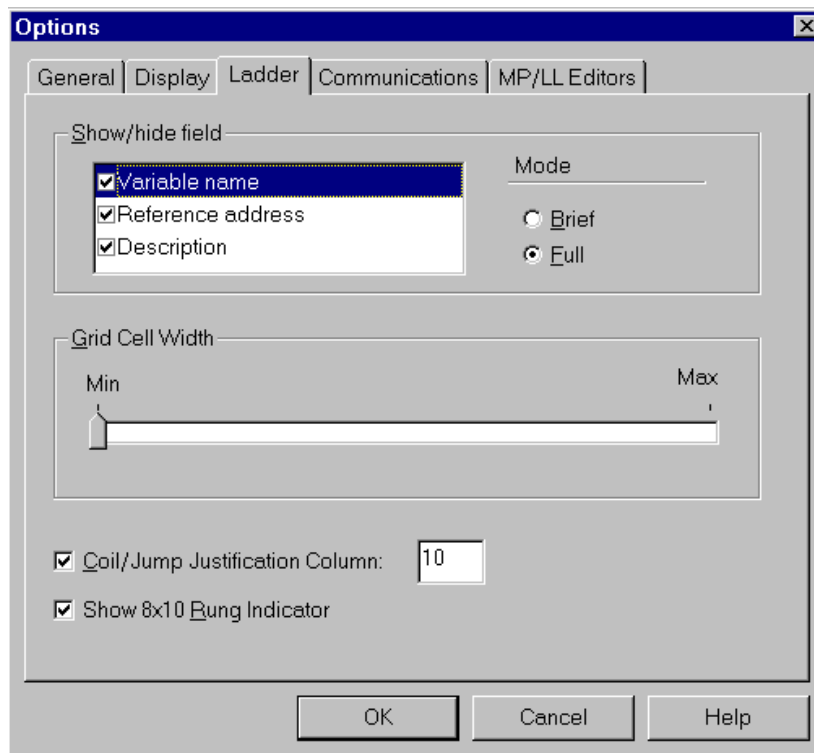 Options
General Display Ladder Communications MP/LL Editors
Show/hide field
Variable name
Reference address
Description
Mode
Brief
Full
Grid Cell Width
Min Max
Coil/Jump Justification Column: 10
Show 8x10 Rung Indicator
OK Cancel Help